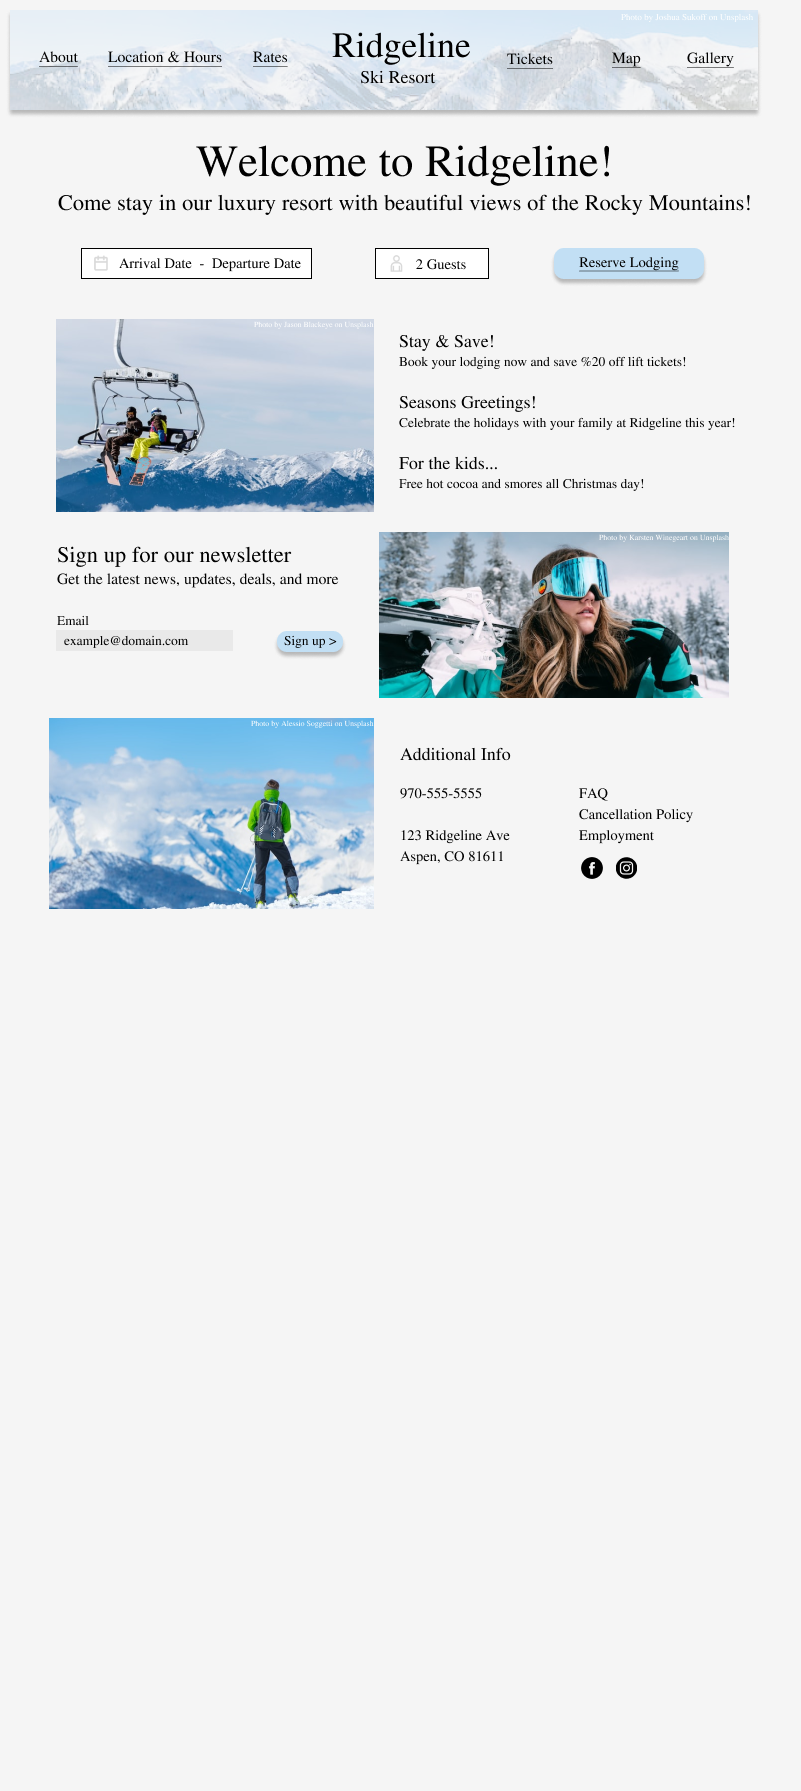 Photo by Joshua Sukoff on Unsplash
About
Location & Hours
Rates
Ridgeline
Ski Resort
Tickets
Map
Gallery
Welcome to Ridgeline!
Come stay in our luxury resort with beautiful views of the Rocky Mountains!
Arrival Date - Departure Date
2 Guests
Reserve Lodging
Photo by Jason Blackeye on Unsplash
Stay & Save!
Book your lodging now and save %20 off lift tickets!
Seasons Greetings!
Celebrate the holidays with your family at Ridgeline this year!
For the kids...
Free hot cocoa and smores all Christmas day!
Sign up for our newsletter
Get the latest news, updates, deals, and more
Email
example@domain.com
Sign up >
Photo by Karsten Winegeart on Unsplash
Photo by Alessio Soggetti on Unsplash
Additional Info
970-555-5555
123 Ridgeline Ave
Aspen, CO 81611
FAQ
Cancellation Policy
Employment